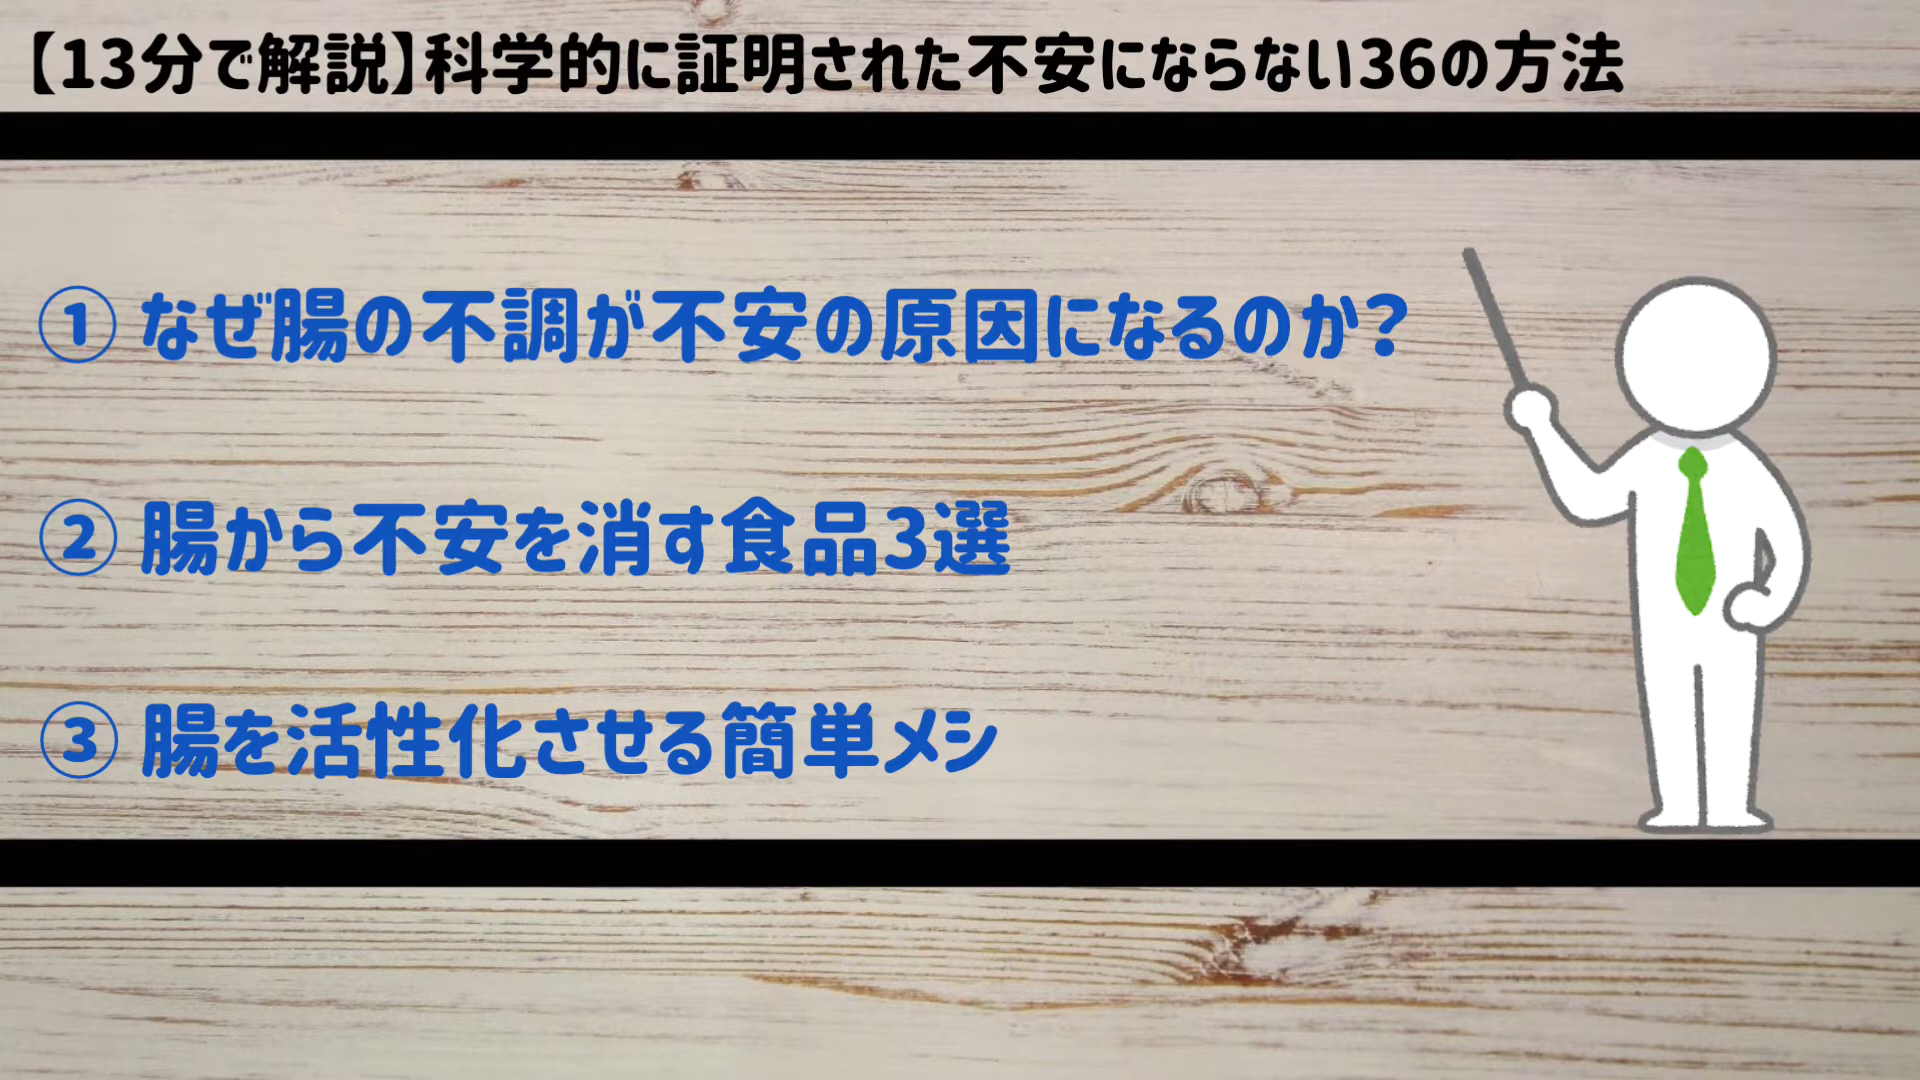 【13分で解説】科学的に証明された不安にならない36の方法
① なぜ腸の不調が不安の原因になるのか?
② 腸から不安を消す食品3選
③ 腸を活性化させる簡単メシ